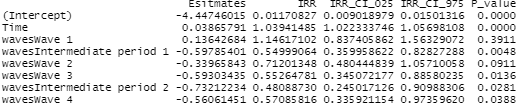 Esitmates IRR IRR_CI_025 IRR_CI_975 P_value
(Intercept) -4.44746015 0.01170827 0.009018979 0.01501316 0.0000
Time 0.03865791 1.03941485 1.022333746 1.05698108 0.0000
wavesWave 1 0.13642684 1.14617102 0.837405862 1.56329072 0.3911
wavesIntermediate period 1 -0.59785401 0.54999064 0.359958622 0.82827288 0.0048
wavesWave 2 -0.33965843 0.71201348 0.480444839 1.05710058 0.0911
wavesWave 3 -0.59303435 0.55264781 0.345072177 0.88580235 0.0136
wavesIntermediate period 2 -0.73212234 0.48088730 0.245017126 0.90988306 0.0281
wavesWave 4 -0.56061451 0.57085816 0.335921154 0.97359620 0.0388